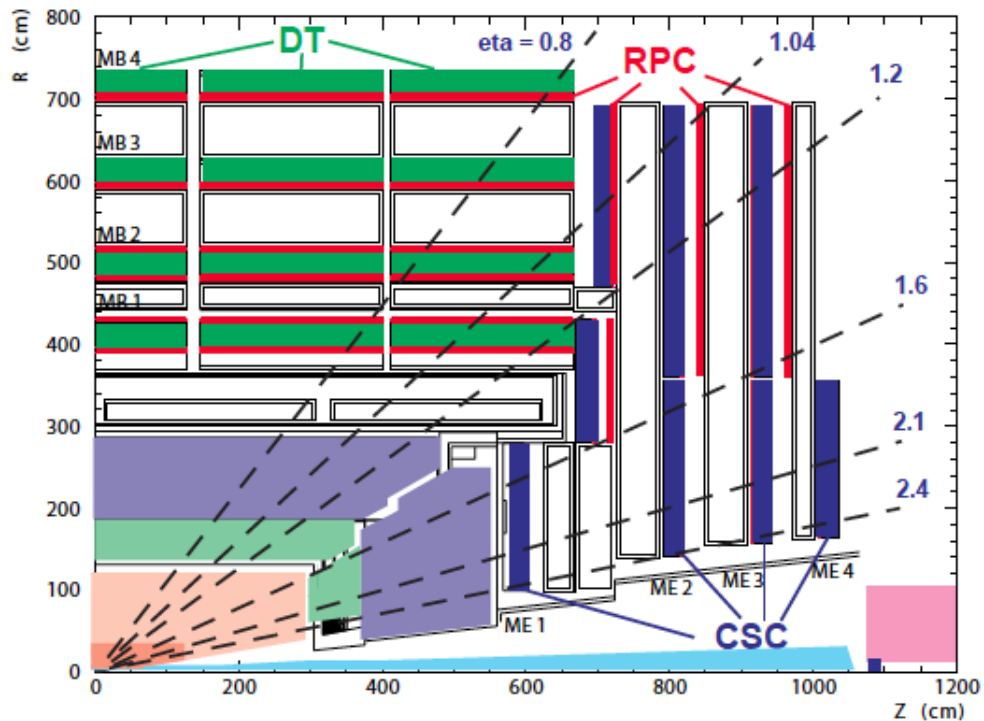 R (cm)
800
700
600
500
400
300
200
100
0
MB 4
MB 3
MB 2
MB 1
DT
eta = 0.8
1.04
1.2
RPC
1.6
2.1
2.4
ME 1
ME 2
ME 3
ME 4
CSC
0
200
400
600
800
1000
1200
Z (cm)